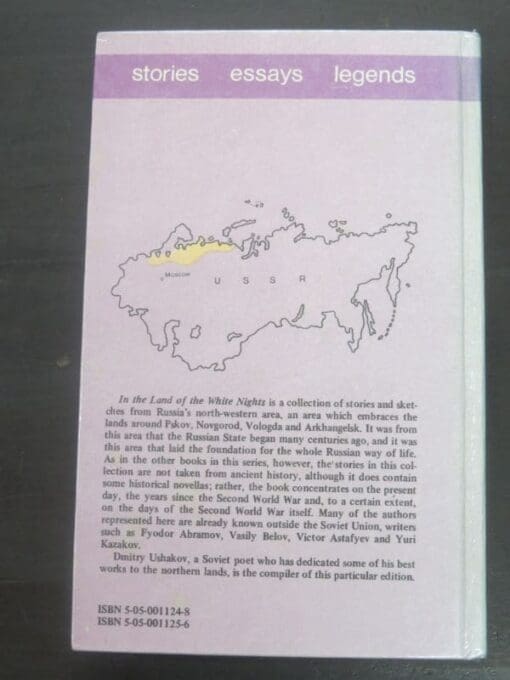 stories essays legends
Moscow
U S S R
In the Land of the White Nights is a collection of stories and sket-
ches from Russia's north-western area, an area which embraces the
lands around Pskov, Novgorod, Vologda and Arkhangelsk. It was from
this area that the Russian State began many centuries ago, and it was
this area that laid the foundation for the whole Russian way of life.
As in the other books in this series, however, the stories in this col-
lection are not taken from ancient history, although it does contain
some historical novellas; rather, the book concentrates on the present
day, the years since the Second World War and, to a certain extent,
on the days of the Second World War itself. Many of the authors
represented here are already known outside the Soviet Union, writers
such as Fyodor Abramov, Vasily Belov, Victor Astafyev and Yuri
Kazakov.
Dmitry Ushakov, a Soviet poet who has dedicated some of his best
works to the northern lands, is the compiler of this particular edition.
ISBN 5-05-001124-8
ISBN 5-05-001125-6